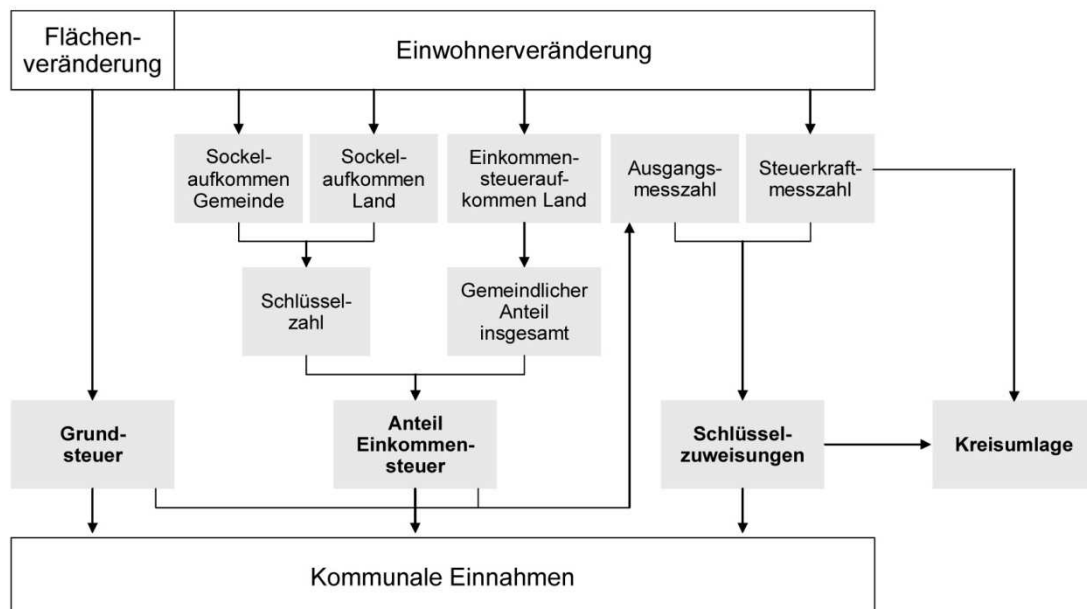 Flächen-
veränderung
Einwohnerveränderung
Sockel-
aufkommen
Gemeinde
Sockel-
aufkommen
Land
Einkommen-
steuerauf-
kommen Land
Ausgangs-
messzahl
Steuerkraft-
messzahl
Schlüssel-
zahl
Gemeindlicher
Anteil
insgesamt
Grund-
steuer
Anteil
Einkommen-
steuer
Schlüssel-
zuweisungen
Kreisumlage
Kommunale Einnahmen